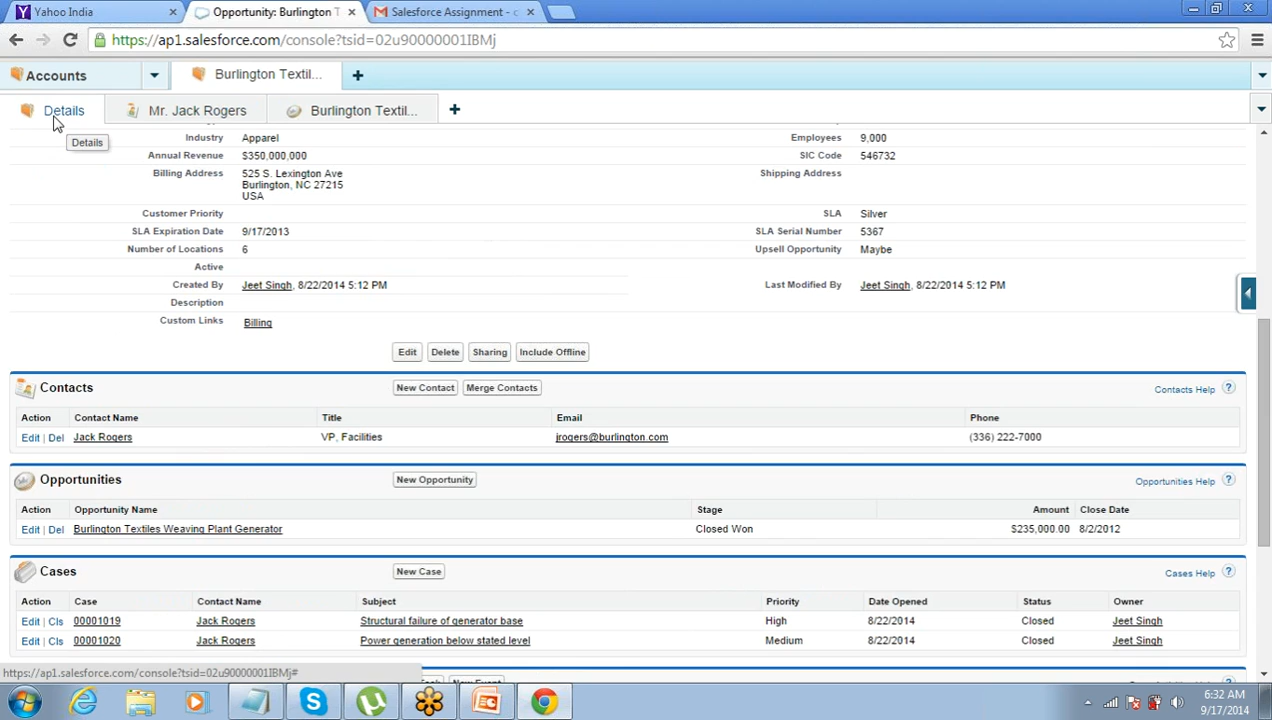 Yahoo India
Opportunity: Burlington T
Salesforce Assignment - c
https://ap1.salesforce.com/console?tsid=02u90000001IBMj
Accounts
Burlington Textil...
Details
Mr. Jack Rogers
Burlington Textil...
Details
Industry Apparel Employees 9,000
Annual Revenue $350,000,000 SIC Code 546732
Billing Address 525 S. Lexington Ave Shipping Address
Burlington, NC 27215
USA
Customer Priority SLA Silver
SLA Expiration Date 9/17/2013 SLA Serial Number 5367
Number of Locations 6 Upsell Opportunity Maybe
Active
Created By Jeet Singh, 8/22/2014 5:12 PM Last Modified By Jeet Singh, 8/22/2014 5:12 PM
Description
Custom Links Billing
Edit Delete Sharing Include Offline
Contacts New Contact Merge Contacts Contacts Help ?
Action Contact Name Title Email Phone
Edit | Del Jack Rogers VP, Facilities jrogers@burlington.com (336) 222-7000
Opportunities New Opportunity Opportunities Help ?
Action Opportunity Name Stage Amount Close Date
Edit | Del Burlington Textiles Weaving Plant Generator Closed Won $235,000.00 8/2/2012
Cases New Case Cases Help ?
Action Case Contact Name Subject Priority Date Opened Status Owner
Edit | Cls 00001019 Jack Rogers Structural failure of generator base High 8/22/2014 Closed Jeet Singh
Edit | Cls 00001020 Jack Rogers Power generation below stated level Medium 8/22/2014 Closed Jeet Singh
https://ap1.salesforce.com/console?tsid=02u90000001IBMj#
6:32 AM
9/17/2014